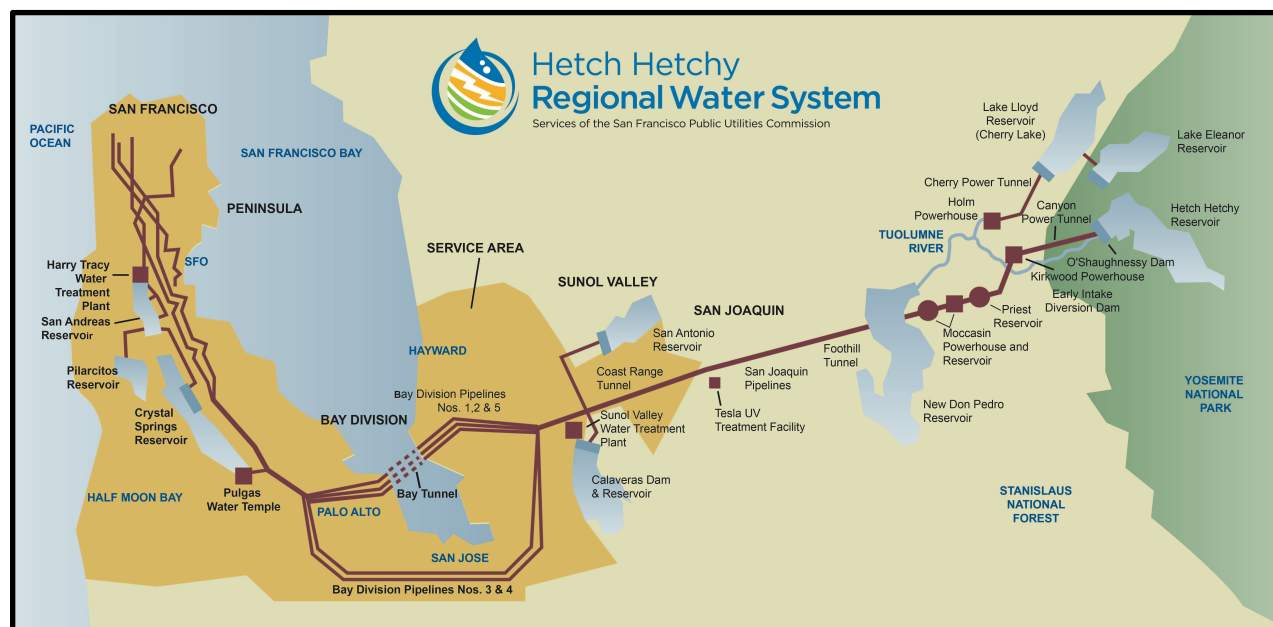 Hetch Hetchy
Regional Water System
Services of the San Francisco Public Utilities Commission
SAN FRANCISCO
PACIFIC
OCEAN
SAN FRANCISCO BAY
PENINSULA
SFO
Harry Tracy
Water
Treatment
Plant
San Andreas
Reservoir
Pilarcitos
Reservoir
Crystal
Springs
Reservoir
HALF MOON BAY
Pulgas
Water Temple
PALO ALTO
BAY DIVISION
Bay Tunnel
SAN JOSE
Bay Division Pipelines Nos. 3 & 4
Bay Division Pipelines
Nos. 1,2 & 5
HAYWARD
SERVICE AREA
SUNOL VALLEY
San Antonio
Reservoir
Coast Range
Tunnel
Sunol Valley
Water Treatment
Plant
Calaveras Dam
& Reservoir
SAN JOAQUIN
San Joaquin
Pipelines
Tesla UV
Treatment Facility
Foothill
Tunnel
New Don Pedro
Reservoir
Moccasin
Powerhouse and
Reservoir
Priest
Reservoir
Early Intake
Diversion Dam
Kirkwood Powerhouse
O'Shaughnessy Dam
TUOLUMNE
RIVER
Holm
Powerhouse
Cherry Power Tunnel
Canyon
Power Tunnel
Lake Lloyd
Reservoir
(Cherry Lake)
Lake Eleanor
Reservoir
Hetch Hetchy
Reservoir
YOSEMITE
NATIONAL
PARK
STANISLAUS
NATIONAL
FOREST